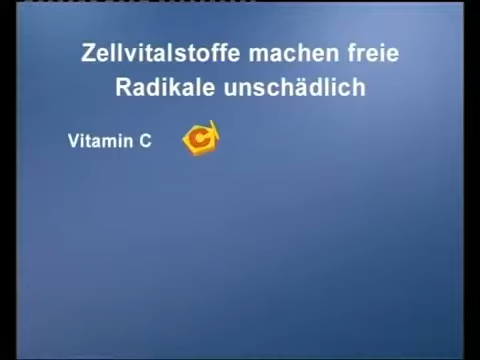 Zellvitalstoffe machen freie
Radikale unschädlich
Vitamin C C